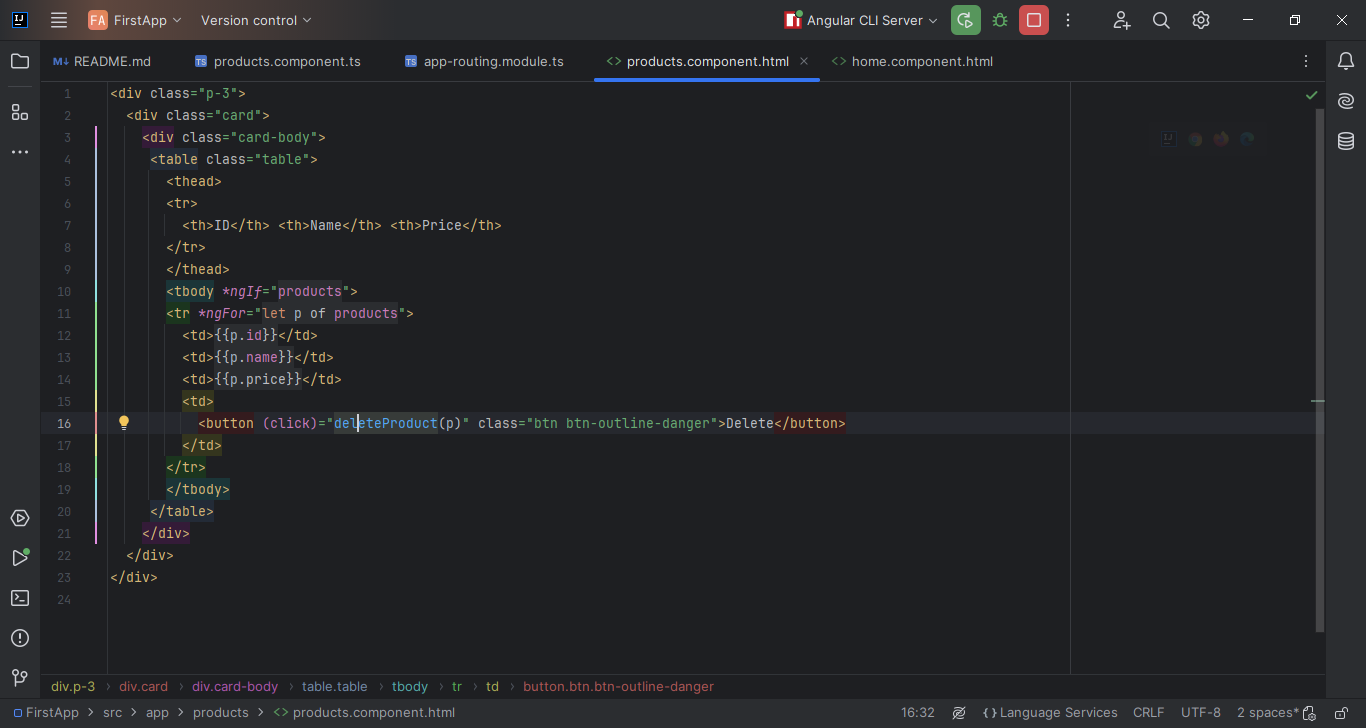 FA FirstApp Version control Angular CLI Server
README.md products.component.ts app-routing.module.ts products.component.html home.component.html
1 <div class="p-3">
2 <div class="card">
3 <div class="card-body">
4 <table class="table">
5 <thead>
6 <tr>
7 <th>ID</th> <th>Name</th> <th>Price</th>
8 </tr>
9 </thead>
10 <tbody *ngIf="products">
11 <tr *ngFor="let p of products">
12 <td>{{p.id}}</td>
13 <td>{{p.name}}</td>
14 <td>{{p.price}}</td>
15 <td>
16 <button (click)="deleteProduct(p)" class="btn btn-outline-danger">Delete</button>
17 </td>
18 </tr>
19 </tbody>
20 </table>
21 </div>
22 </div>
23 </div>
24
div.p-3 > div.card > div.card-body > table.table > tbody > tr > td > button.btn.btn-outline-danger
FirstApp > src > app > products > <> products.component.html 16:32 {} Language Services CRLF UTF-8 2 spaces*